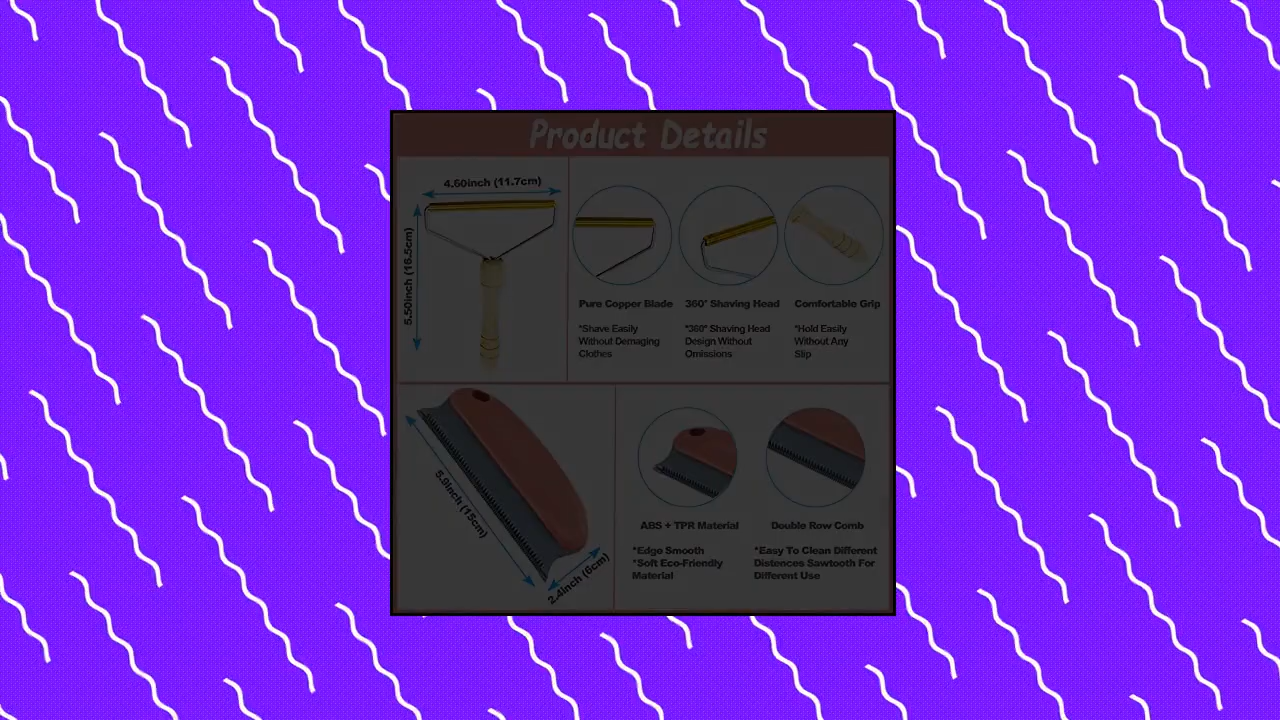 Product Details
4.60inch (11.7cm)
5.50inch (16.5cm)
Pure Copper Blade
*Shave Easily
Without Demaging
Clothes
360° Shaving Head
*360° Shaving Head
Design Without
Omissions
Comfortable Grip
*Hold Easily
Without Any
Slip
5.9inch (15cm)
2.4inch (6cm)
ABS + TPR Material
*Edge Smooth
*Soft Eco-Friendly
Material
Double Row Comb
*Easy To Clean Different
Distences Sawtooth For
Different Use